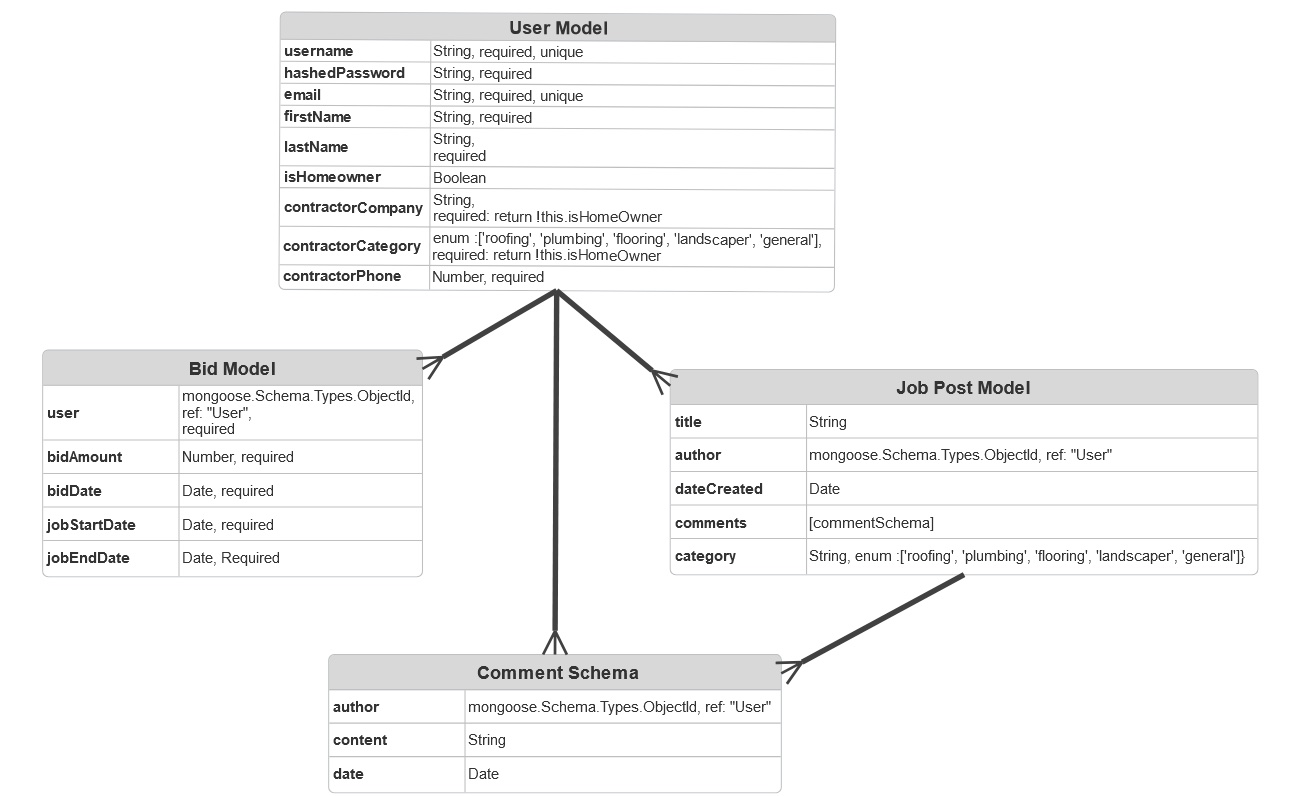 User Model
username String, required, unique
hashedPassword String, required
email String, required, unique
firstName String, required
lastName String,
required
isHomeowner Boolean
contractorCompany String,
required: return !this.isHomeOwner
contractorCategory enum :['roofing', 'plumbing', 'flooring', 'landscaper', 'general'],
required: return !this.isHomeOwner
contractorPhone Number, required
Bid Model
user mongoose.Schema.Types.ObjectId,
ref: "User",
required
bidAmount Number, required
bidDate Date, required
jobStartDate Date, required
jobEndDate Date, Required
Job Post Model
title String
author mongoose.Schema.Types.ObjectId, ref: "User"
dateCreated Date
comments [commentSchema]
category String, enum :['roofing', 'plumbing', 'flooring', 'landscaper', 'general']}
Comment Schema
author mongoose.Schema.Types.ObjectId, ref: "User"
content String
date Date